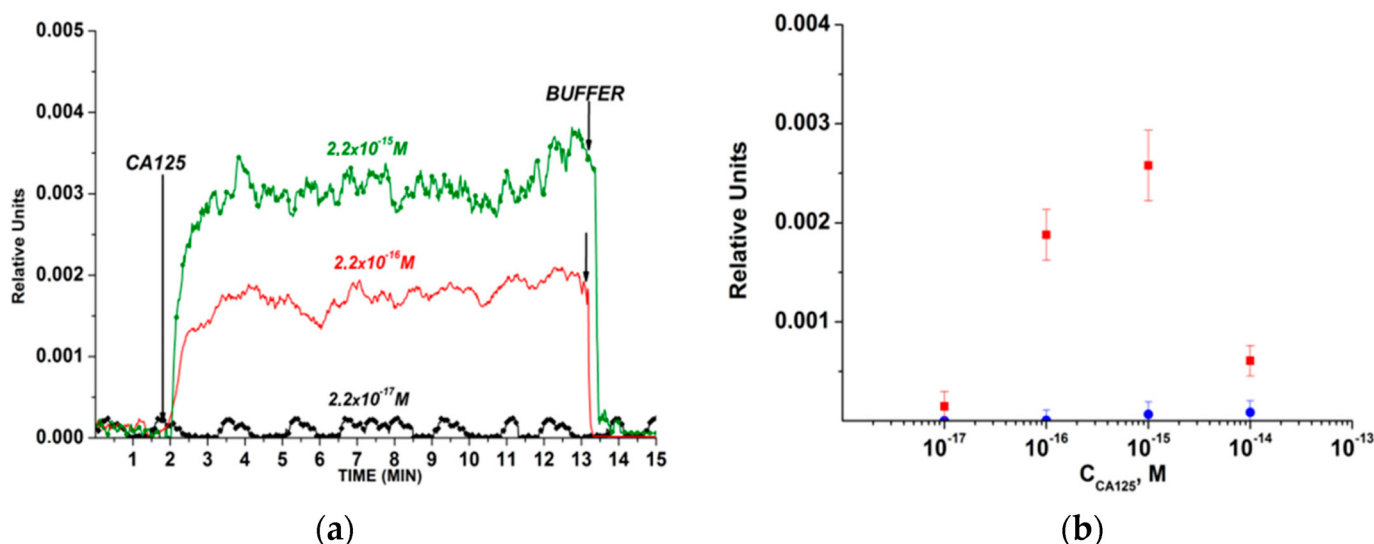 0.005
0.004
0.003
0.002
0.001
0.000
Relative Units
CA125
BUFFER
2.2x10⁻¹⁵M
2.2x10⁻¹⁶M
2.2x10⁻¹⁷M
1 2 3 4 5 6 7 8 9 10 11 12 13 14 15
TIME (MIN)
(a)
0.004
0.003
0.002
0.001
Relative Units
10⁻¹⁷ 10⁻¹⁶ 10⁻¹⁵ 10⁻¹⁴ 10⁻¹³
C_CA125, M
(b)